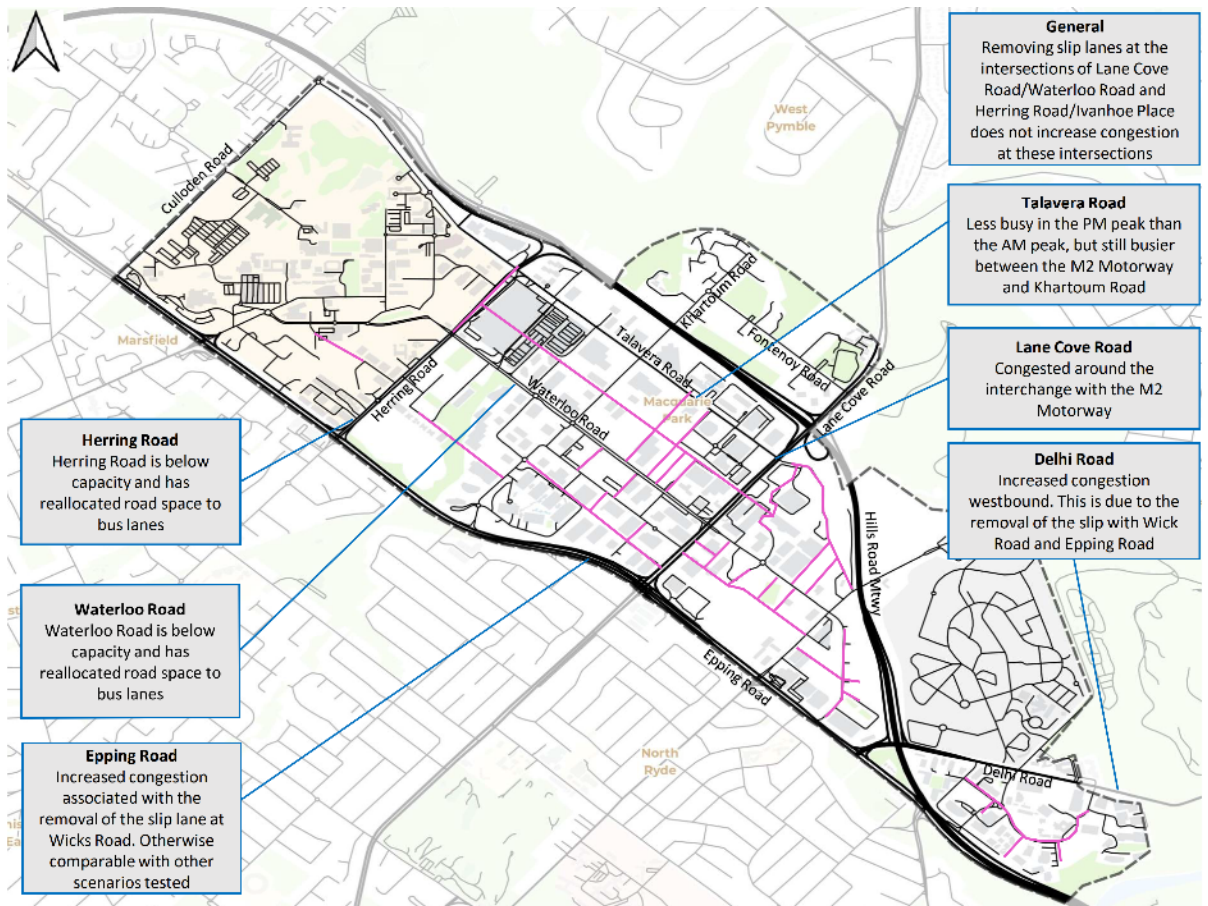 General
Removing slip lanes at the
intersections of Lane Cove
Road/Waterloo Road and
Herring Road/Ivanhoe Place
does not increase congestion
at these intersections
Talavera Road
Less busy in the PM peak than
the AM peak, but still busier
between the M2 Motorway
and Khartoum Road
Lane Cove Road
Congested around the
interchange with the M2
Motorway
Delhi Road
Increased congestion
westbound. This is due to the
removal of the slip with Wick
Road and Epping Road
Herring Road
Herring Road is below
capacity and has
reallocated road space to
bus lanes
Waterloo Road
Waterloo Road is below
capacity and has
reallocated road space to
bus lanes
Epping Road
Increased congestion
associated with the
removal of the slip lane at
Wicks Road. Otherwise
comparable with other
scenarios tested
West
Pymble
Culloden Road
Marsfield
Herring Road
Waterloo Road
Talavera Road
Khartoum Road
Fontenoy Road
Lane Cove Road
Macquarie
Park
Hills Road Mtwy
Epping Road
North
Ryde
Delhi Road